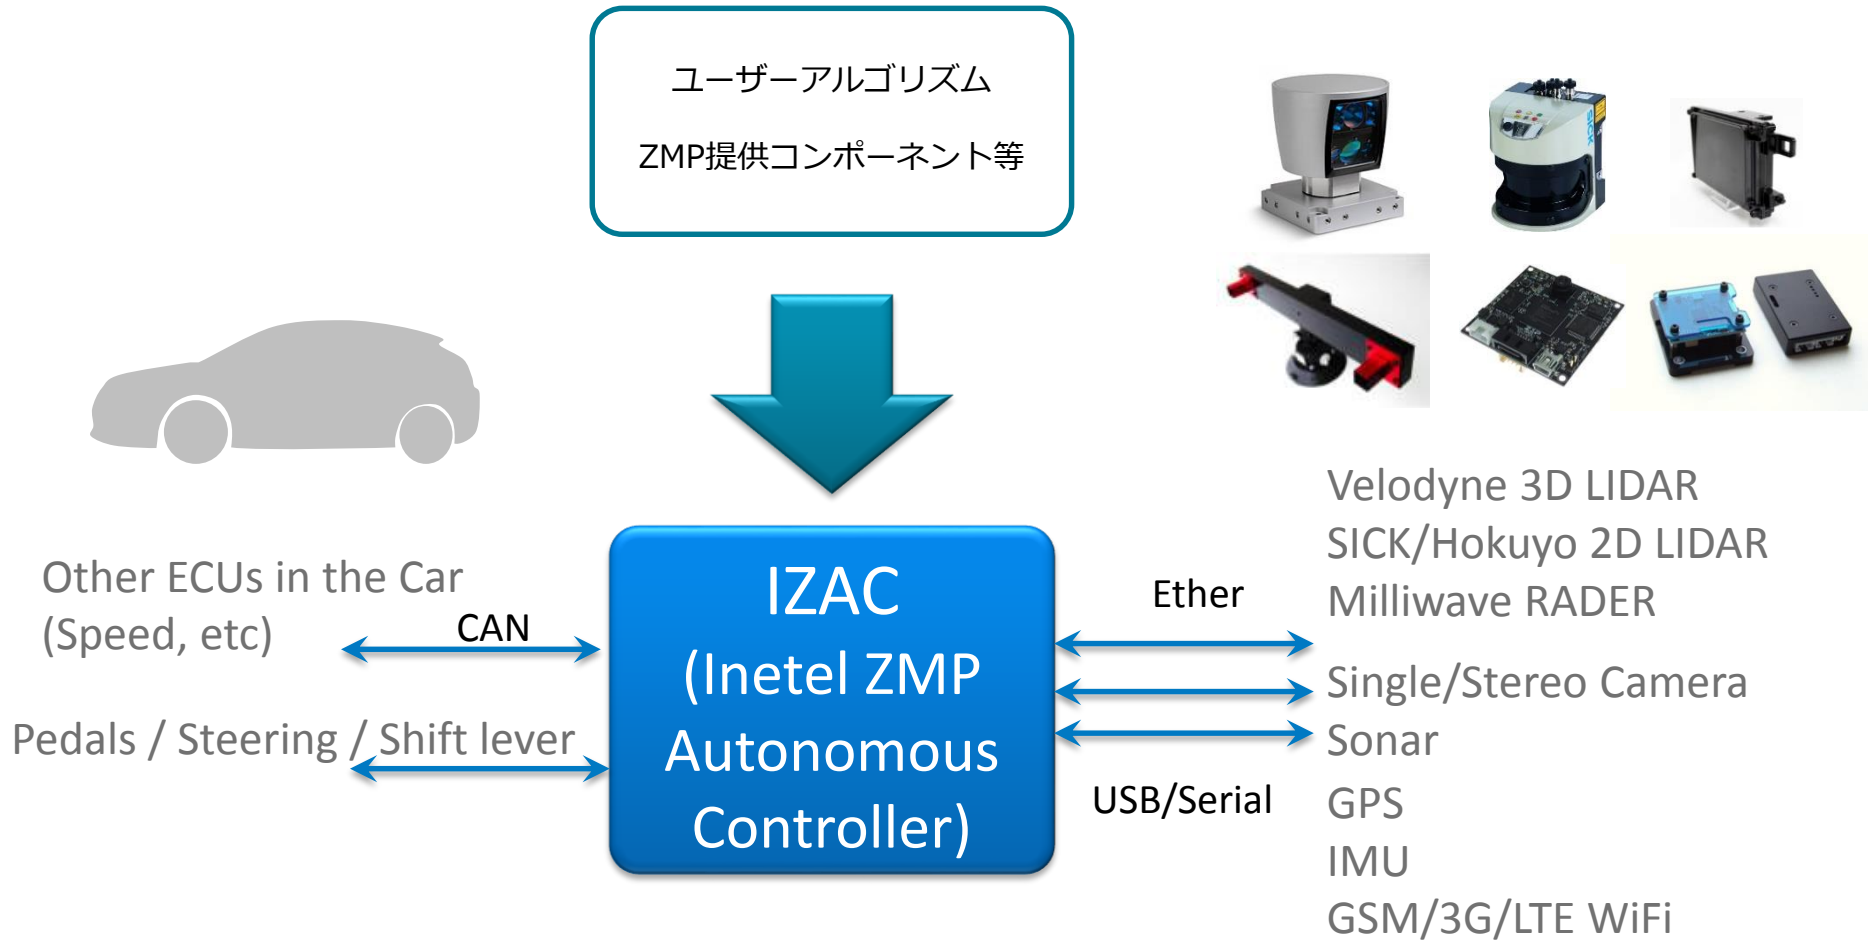 ユーザーアルゴリズム
ZMP提供コンポーネント等
SICK
Other ECUs in the Car
(Speed, etc)
CAN
Pedals / Steering / Shift lever
IZAC
(Inetel ZMP
Autonomous
Controller)
Ether
USB/Serial
Velodyne 3D LIDAR
SICK/Hokuyo 2D LIDAR
Milliwave RADER
Single/Stereo Camera
Sonar
GPS
IMU
GSM/3G/LTE WiFi